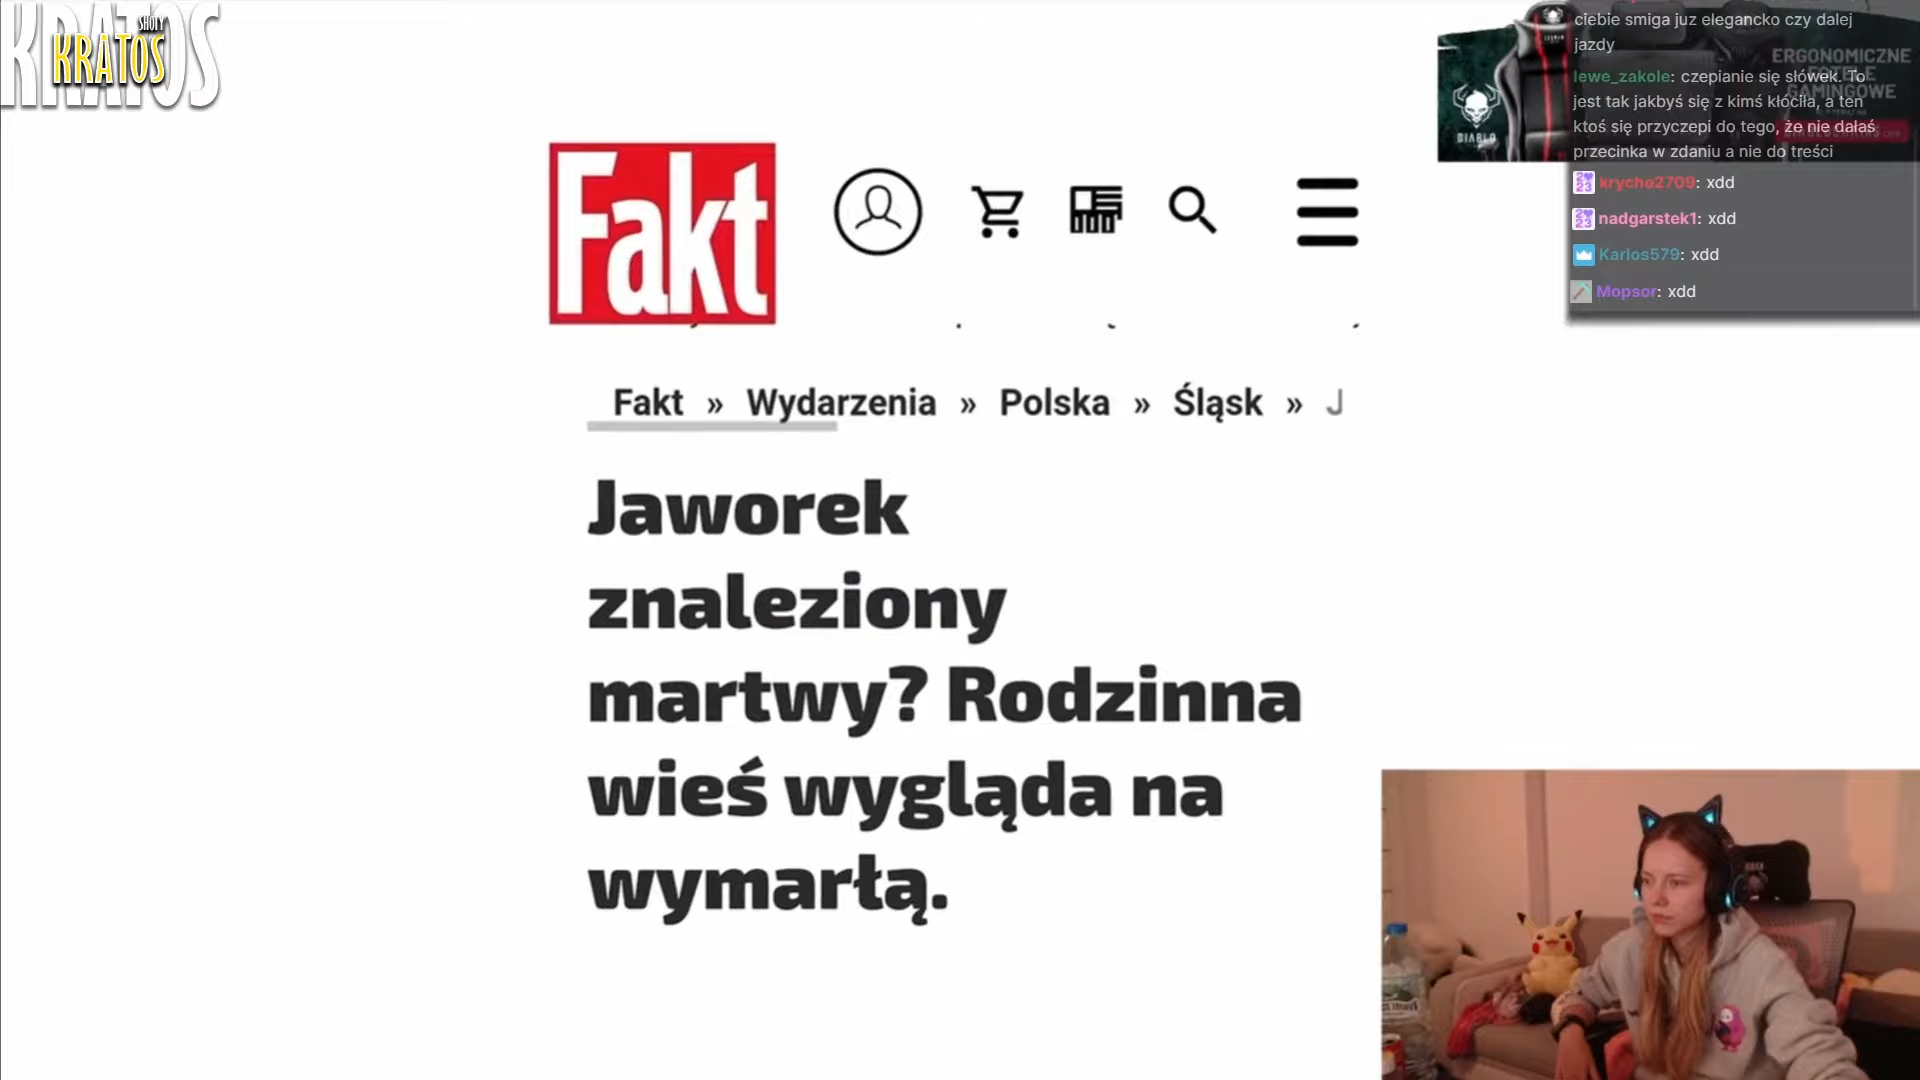 KRATOS
SHOTY
KRATOS
Fakt
Fakt » Wydarzenia » Polska » Śląsk » J
Jaworek
znaleziony
martwy? Rodzinna
wieś wygląda na
wymarłą.
DIABLO
ERGONOMICZNE
FOTELE
GAMINGOWE
ciebie smiga juz elegancko czy dalej
jazdy
lewe_zakole: czepianie się słówek. To
jest tak jakbyś się z kimś kłóciła, a ten
ktoś się przyczepi do tego, że nie dałaś
przecinka w zdaniu a nie do treści
krycho2709: xdd
nadgarstek1: xdd
Karlos579: xdd
Mopsor: xdd